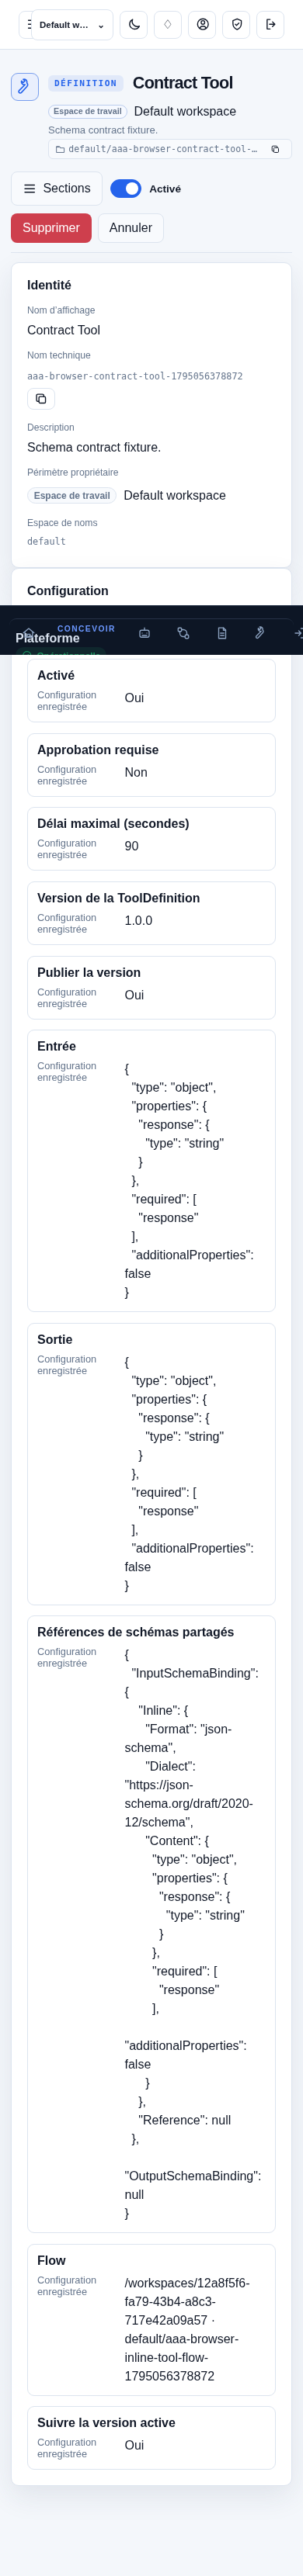 Default w… ⌄
DÉFINITION Contract Tool
Espace de travail Default workspace
Schema contract fixture.
default/aaa-browser-contract-tool-…
Sections Activé
Supprimer Annuler
Identité
Nom d’affichage
Contract Tool
Nom technique
aaa-browser-contract-tool-1795056378872
Description
Schema contract fixture.
Périmètre propriétaire
Espace de travail Default workspace
Espace de noms
default
Configuration
CONCEVOIR
Plateforme
Activé
Configuration
enregistrée
Oui
Approbation requise
Configuration
enregistrée
Non
Délai maximal (secondes)
Configuration
enregistrée
90
Version de la ToolDefinition
Configuration
enregistrée
1.0.0
Publier la version
Configuration
enregistrée
Oui
Entrée
Configuration
enregistrée
{
"type": "object",
"properties": {
"response": {
"type": "string"
}
},
"required": [
"response"
],
"additionalProperties":
false
}
Sortie
Configuration
enregistrée
{
"type": "object",
"properties": {
"response": {
"type": "string"
}
},
"required": [
"response"
],
"additionalProperties":
false
}
Références de schémas partagés
Configuration
enregistrée
{
"InputSchemaBinding":
{
"Inline": {
"Format": "json-
schema",
"Dialect":
"https://json-
schema.org/draft/2020-
12/schema",
"Content": {
"type": "object",
"properties": {
"response": {
"type": "string"
}
},
"required": [
"response"
],
"additionalProperties":
false
}
},
"Reference": null
},
"OutputSchemaBinding":
null
}
Flow
Configuration
enregistrée
/workspaces/12a8f5f6-
fa79-43b4-a8c3-
717e42a09a57 ·
default/aaa-browser-
inline-tool-flow-
1795056378872
Suivre la version active
Configuration
enregistrée
Oui